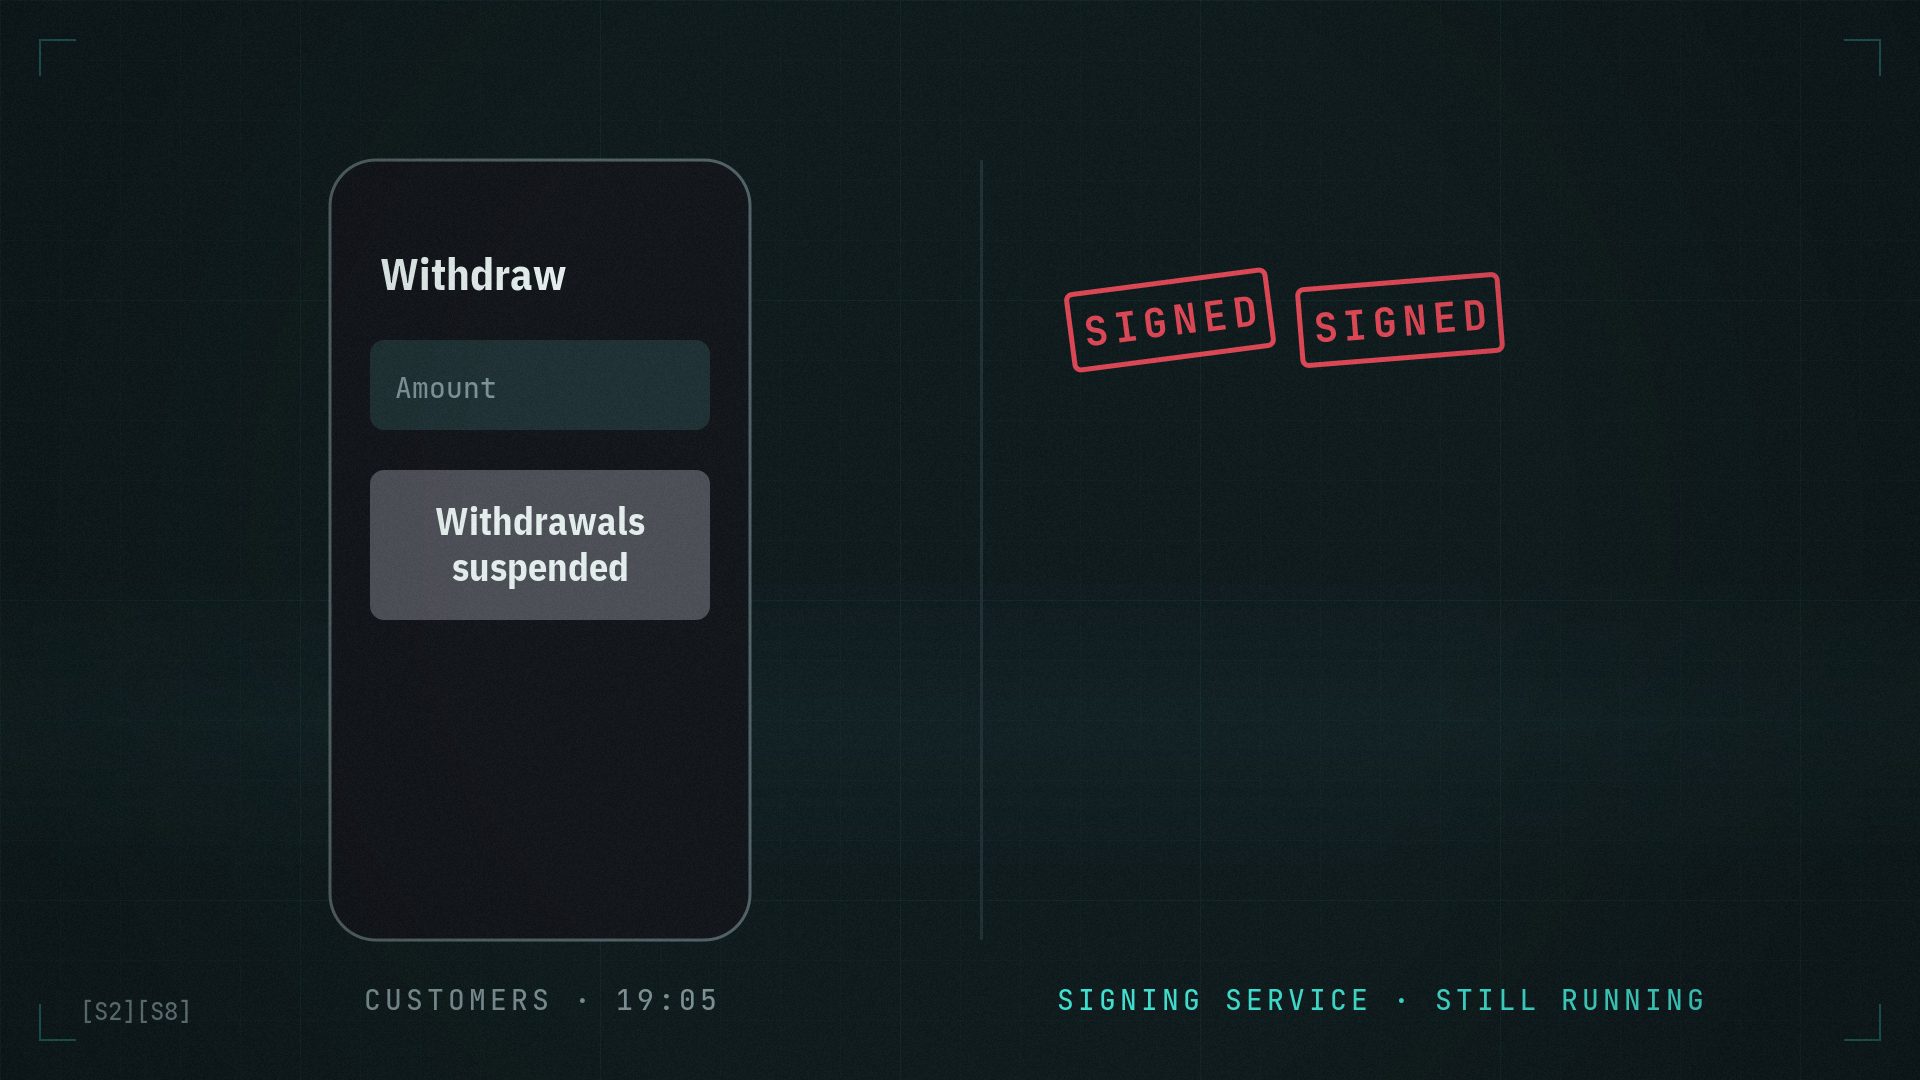 Withdraw
Amount
Withdrawals
suspended
SIGNED SIGNED
[S2][S8]
CUSTOMERS · 19:05
SIGNING SERVICE · STILL RUNNING